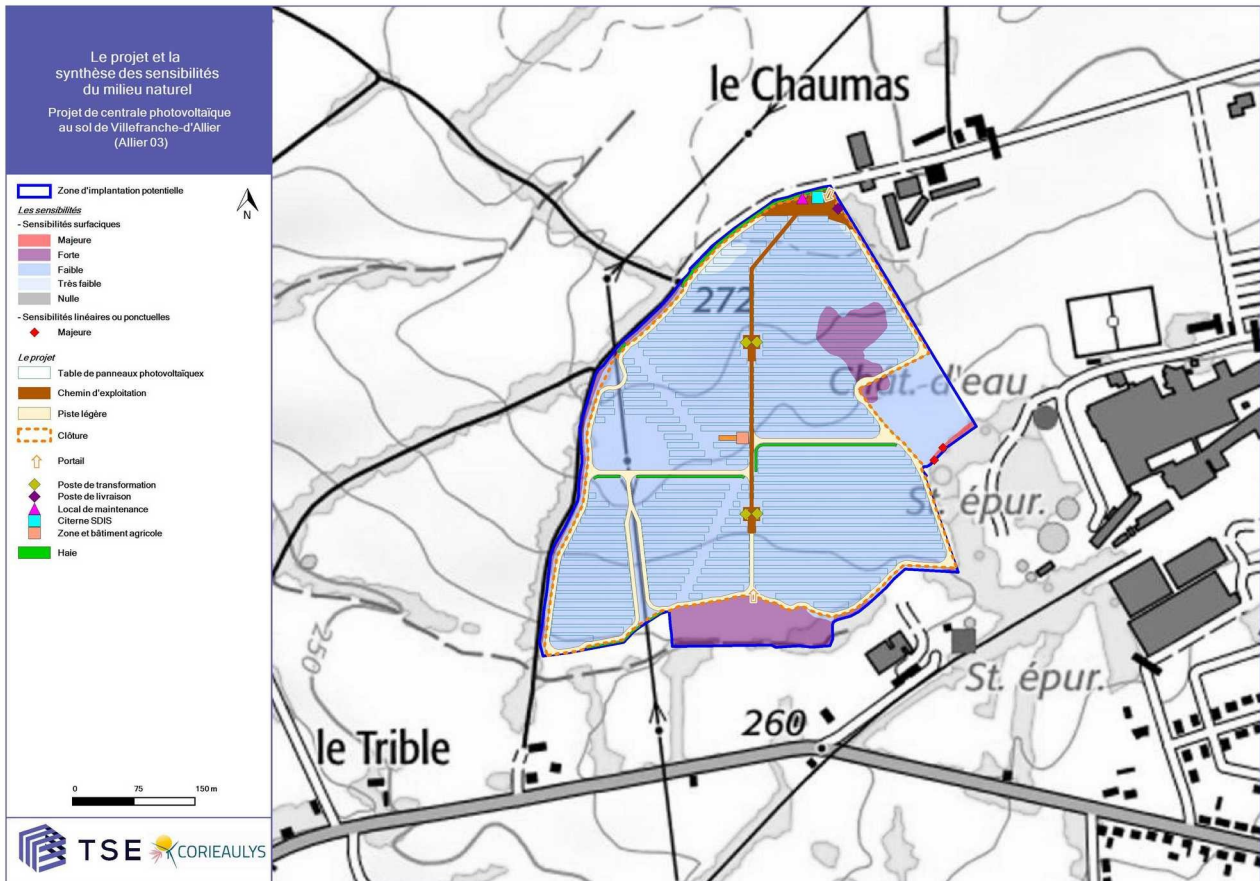 Le projet et la
synthèse des sensibilités
du milieu naturel
Projet de centrale photovoltaïque
au sol de Villefranche-d'Allier
(Allier 03)
Zone d'implantation potentielle
Les sensibilités
- Sensibilités surfaciques
Majeure
Forte
Faible
Très faible
Nulle
- Sensibilités linéaires ou ponctuelles
Majeure
Le projet
Table de panneaux photovoltaïquex
Chemin d'exploitation
Piste légère
Clôture
Portail
Poste de transformation
Poste de livraison
Local de maintenance
Citerne SDIS
Zone et bâtiment agricole
Haie
N
0 75 150 m
TSE
CORIEAULYS
le Chaumas
272
Chât. d'eau
St. épur.
St. épur.
250
260
le Trible